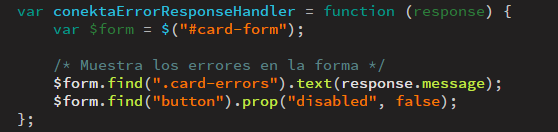 var conektaErrorResponseHandler = function (response) {
    var $form = $("#card-form");

    /* Muestra los errores en la forma */
    $form.find(".card-errors").text(response.message);
    $form.find("button").prop("disabled", false);
};